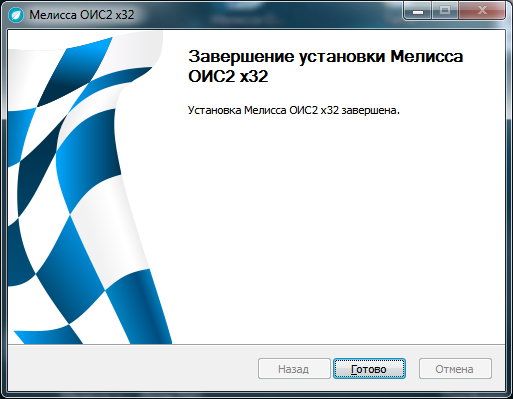 Мелисса ОИС2 x32
Завершение установки Мелисса
ОИС2 x32
Установка Мелисса ОИС2 x32 завершена.
Назад
Готово
Отмена